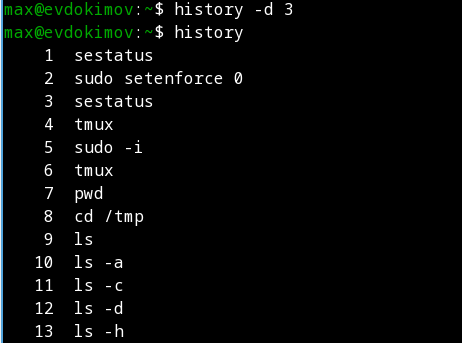 max@evdokimov:~$ history -d 3
max@evdokimov:~$ history
    1  sestatus
    2  sudo setenforce 0
    3  sestatus
    4  tmux
    5  sudo -i
    6  tmux
    7  pwd
    8  cd /tmp
    9  ls
   10  ls -a
   11  ls -c
   12  ls -d
   13  ls -h